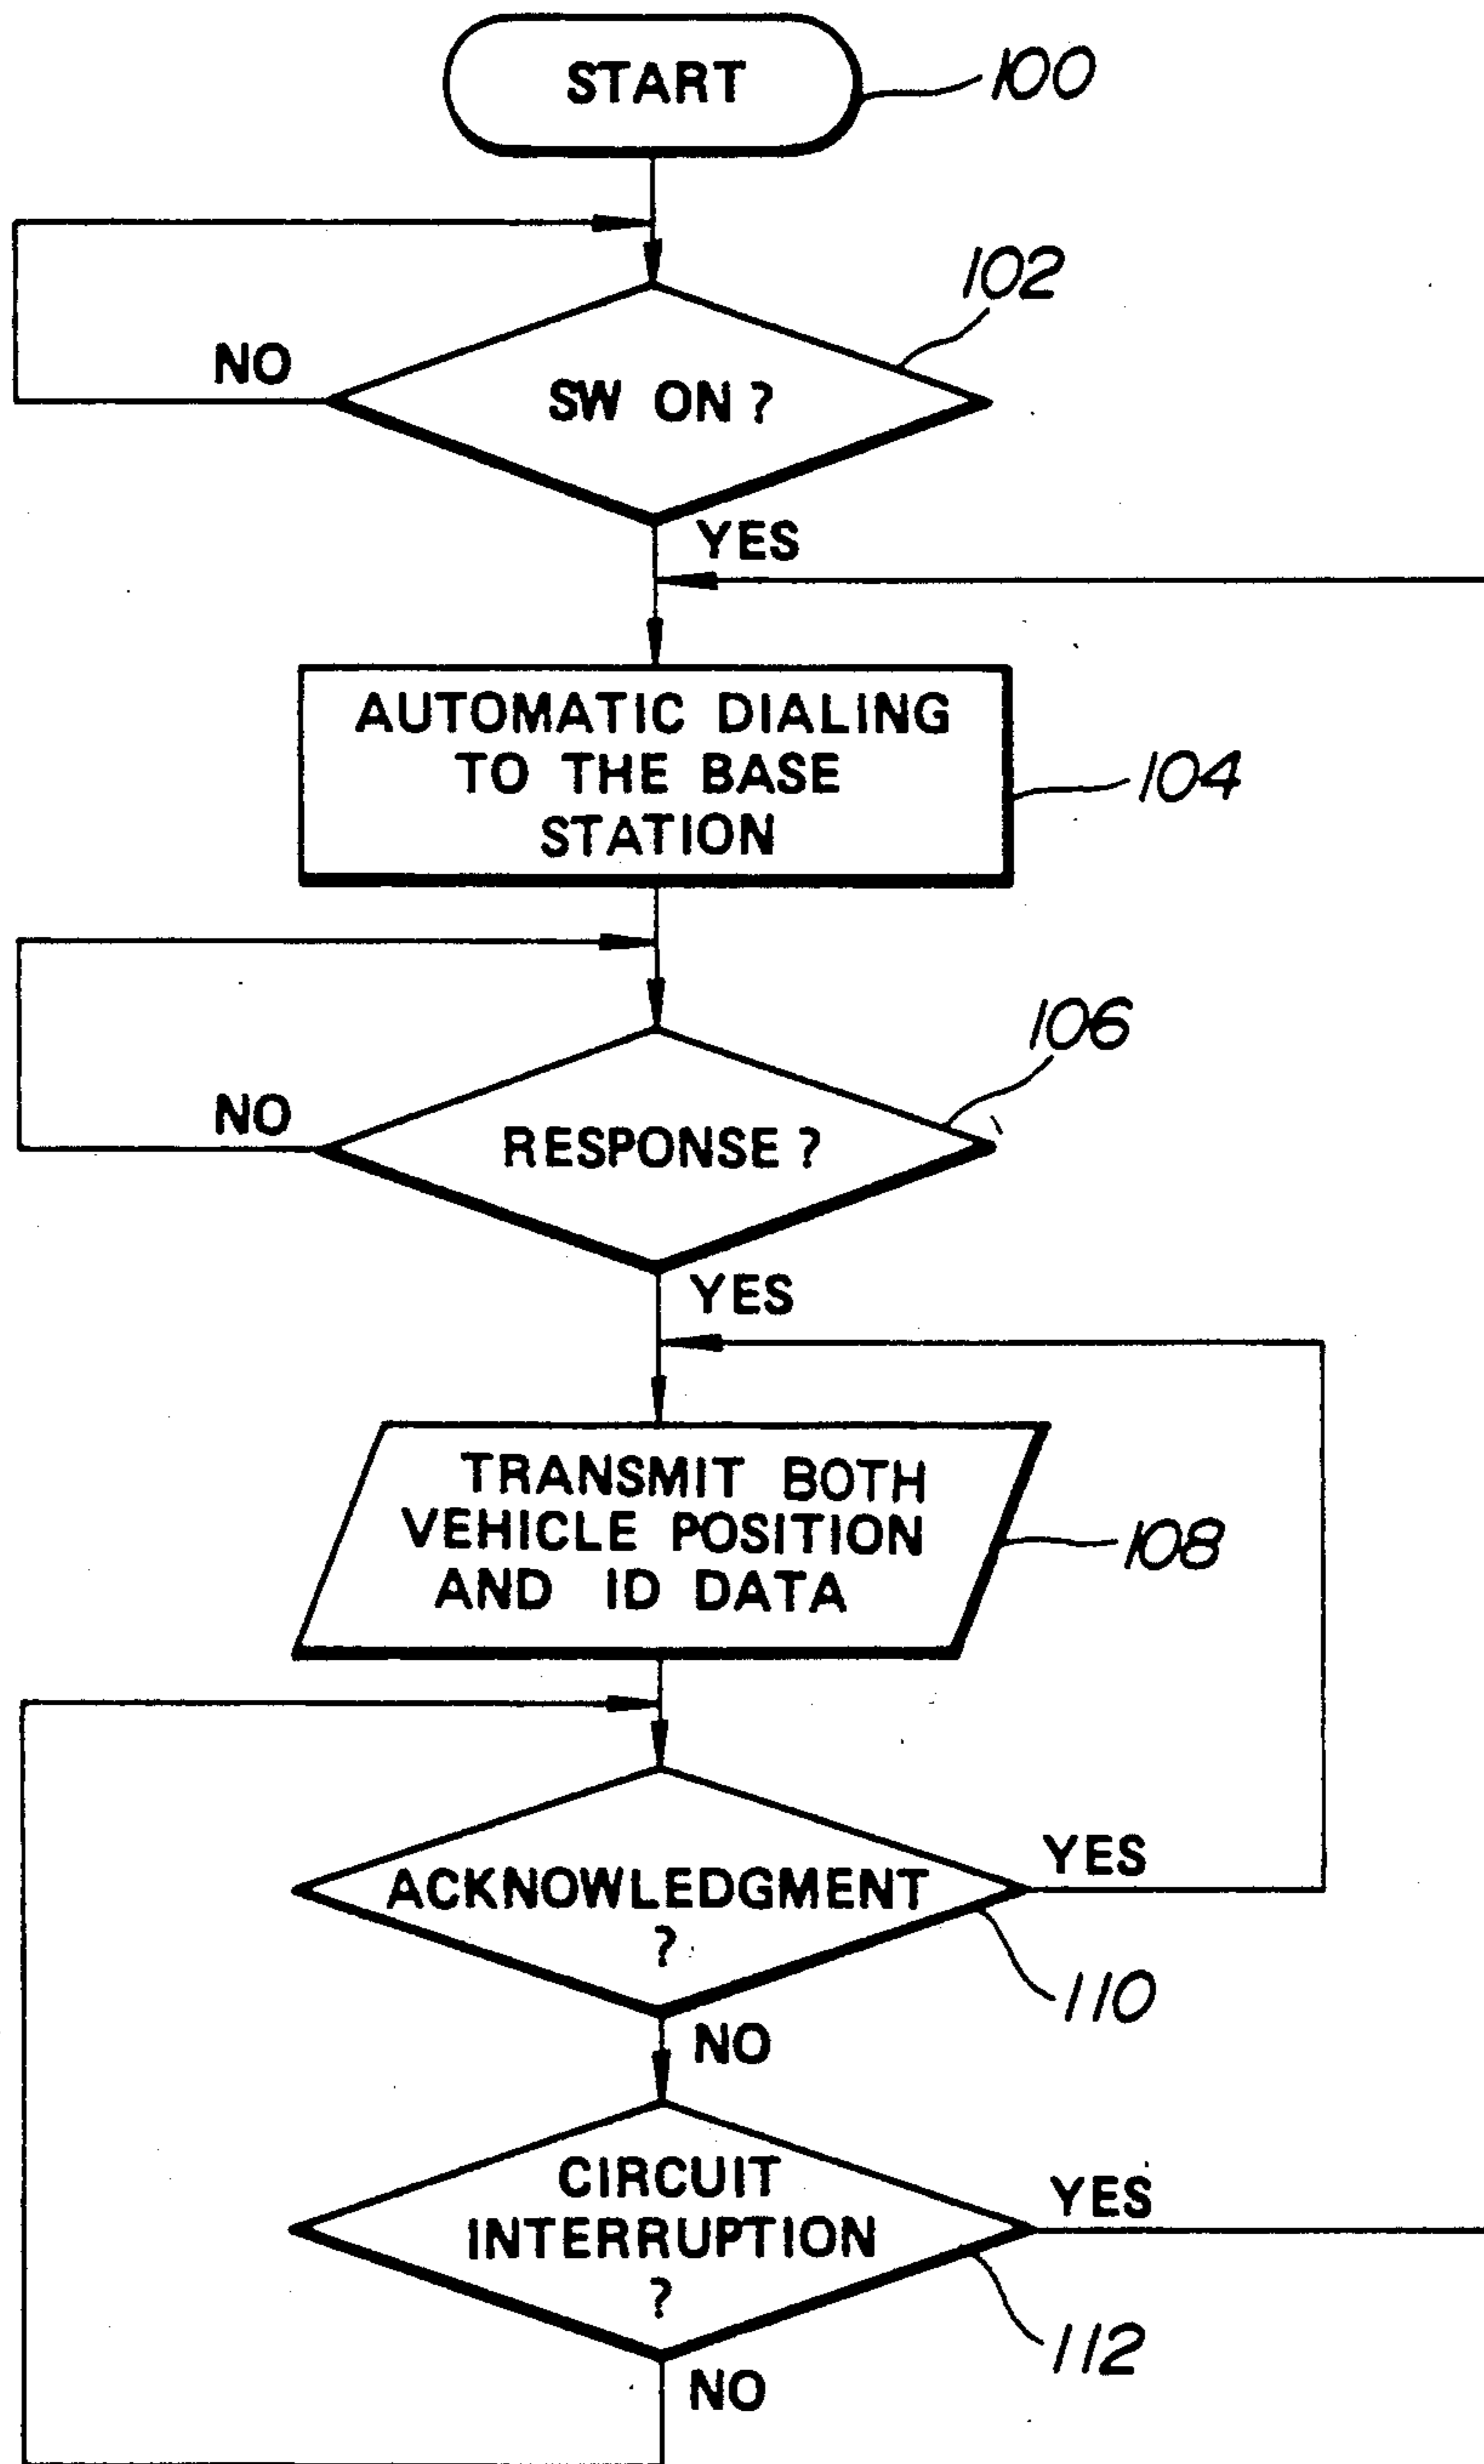 START
100
102
NO
SW ON ?
YES
AUTOMATIC DIALING
TO THE BASE
STATION
104
106
NO
RESPONSE ?
YES
TRANSMIT BOTH
VEHICLE POSITION
AND ID DATA
108
YES
ACKNOWLEDGMENT
?
110
NO
CIRCUIT
INTERRUPTION
?
YES
112
NO